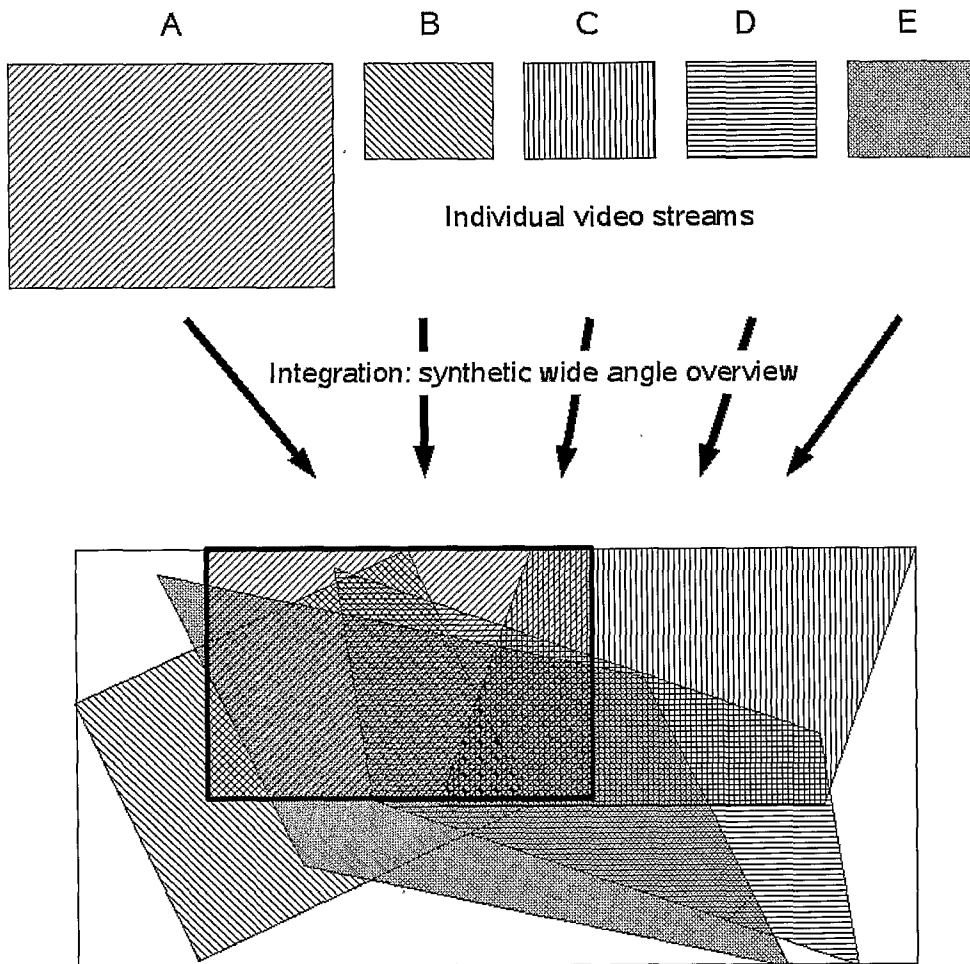 A B C D E
Individual video streams
Integration: synthetic wide angle overview